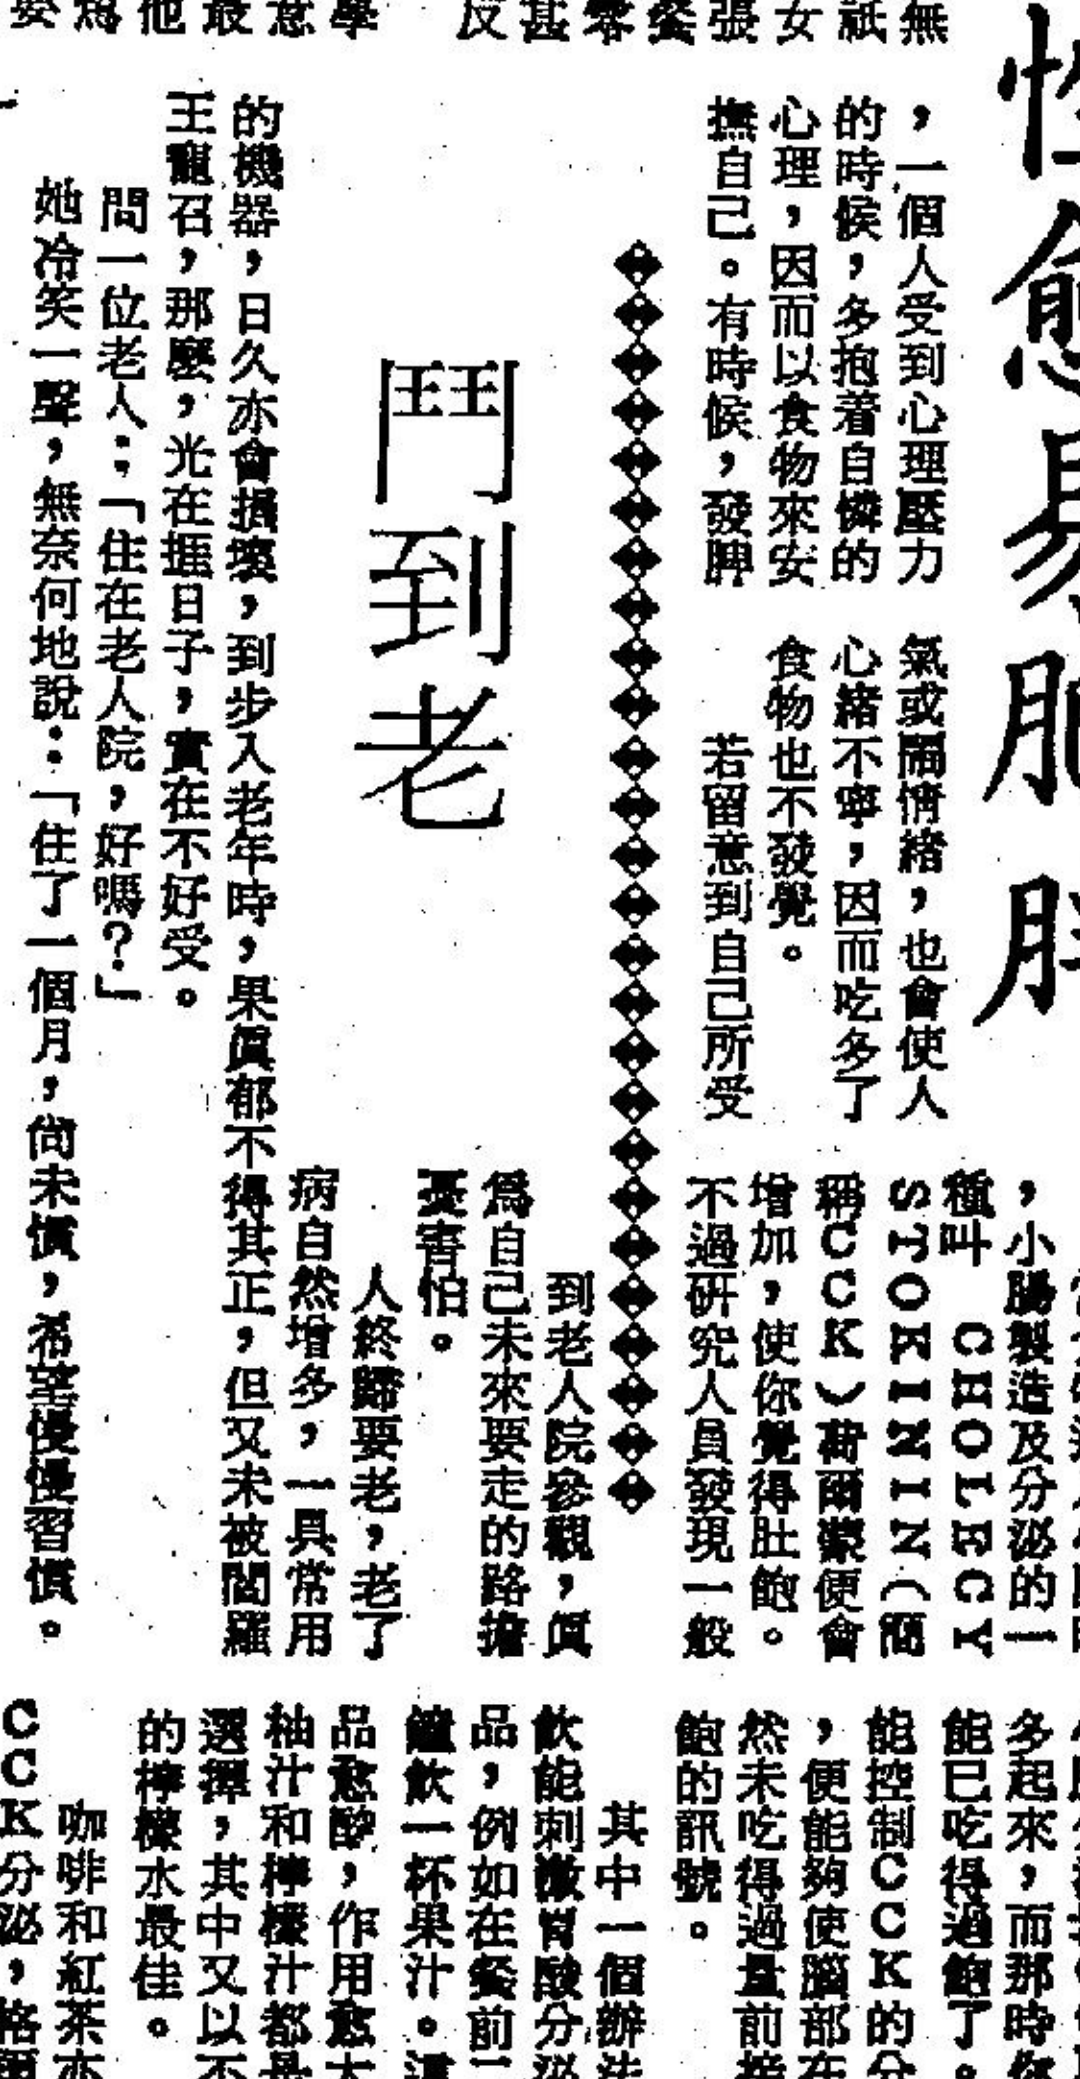 性愈易肥胖
，一個人受到心理壓力
的時候，多抱着自憐的
心理，因而以食物來安
撫自己。有時候，發脾
氣或鬧情緒，也會使人
心緒不寧，因而吃多了
食物也不發覺。
若留意到自己所受
，小腸製造及分泌的一
種叫 CHOLECY
STOKININ（簡
稱CCK）荷爾蒙便會
增加，使你覺得肚飽。
不過研究人員發現一般
多起來，而那時你
能已吃得過飽了。
能控制CCK的分
，便能夠使腦部在
然未吃得過量前接
飽的訊號。
其中一個辦法
飲能刺激胃酸分泌
品，例如在餐前一
鐘飲一杯果汁。這
品愈酸，作用愈大
柚汁和檸檬汁都是
選擇，其中又以不
的檸檬水最佳。
咖啡和紅茶亦
CCK分泌，格爾
鬥到老
到老人院參觀，眞
爲自己未來要走的路擔
憂害怕。
人終歸要老，老了
病自然增多，一具常用
的機器，日久亦會損壞，到步入老年時，果眞郁不得其正，但又未被閻羅
王寵召，那麼，光在捱日子，實在不好受。
問一位老人：「住在老人院，好嗎？」
她冷笑一聲，無奈何地說：「住了一個月，尙未慣，希望慢慢習慣。